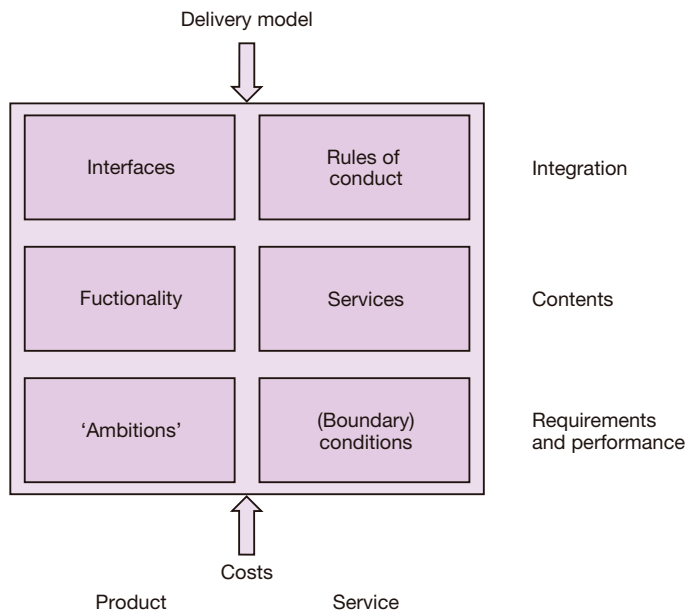 Delivery model
Interfaces
Rules of
conduct
Integration
Fuctionality
Services
Contents
‘Ambitions’
(Boundary)
conditions
Requirements
and performance
Costs
Product
Service